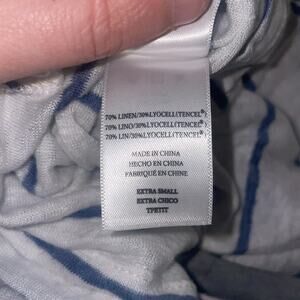 70% LINEN/30%LYOCELL(TENCEL®)
70% LINO/30%LYOCELL(TENCEL®)
70% LIN/30%LYOCELL(TENCEL®)
MADE IN CHINA
HECHO EN CHINA
FABRIQUÉ EN CHINE
EXTRA SMALL
EXTRA CHICO
TPETIT